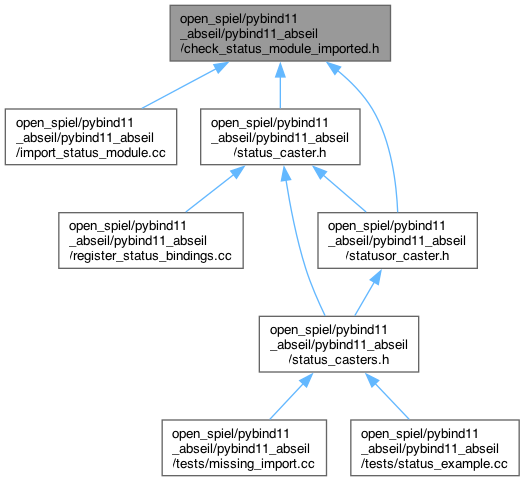 open_spiel/pybind11
_abseil/pybind11_abseil
/check_status_module_imported.h
open_spiel/pybind11
_abseil/pybind11_abseil
/import_status_module.cc
open_spiel/pybind11
_abseil/pybind11_abseil
/status_caster.h
open_spiel/pybind11
_abseil/pybind11_abseil
/register_status_bindings.cc
open_spiel/pybind11
_abseil/pybind11_abseil
/statusor_caster.h
open_spiel/pybind11
_abseil/pybind11_abseil
/status_casters.h
open_spiel/pybind11
_abseil/pybind11_abseil
/tests/missing_import.cc
open_spiel/pybind11
_abseil/pybind11_abseil
/tests/status_example.cc